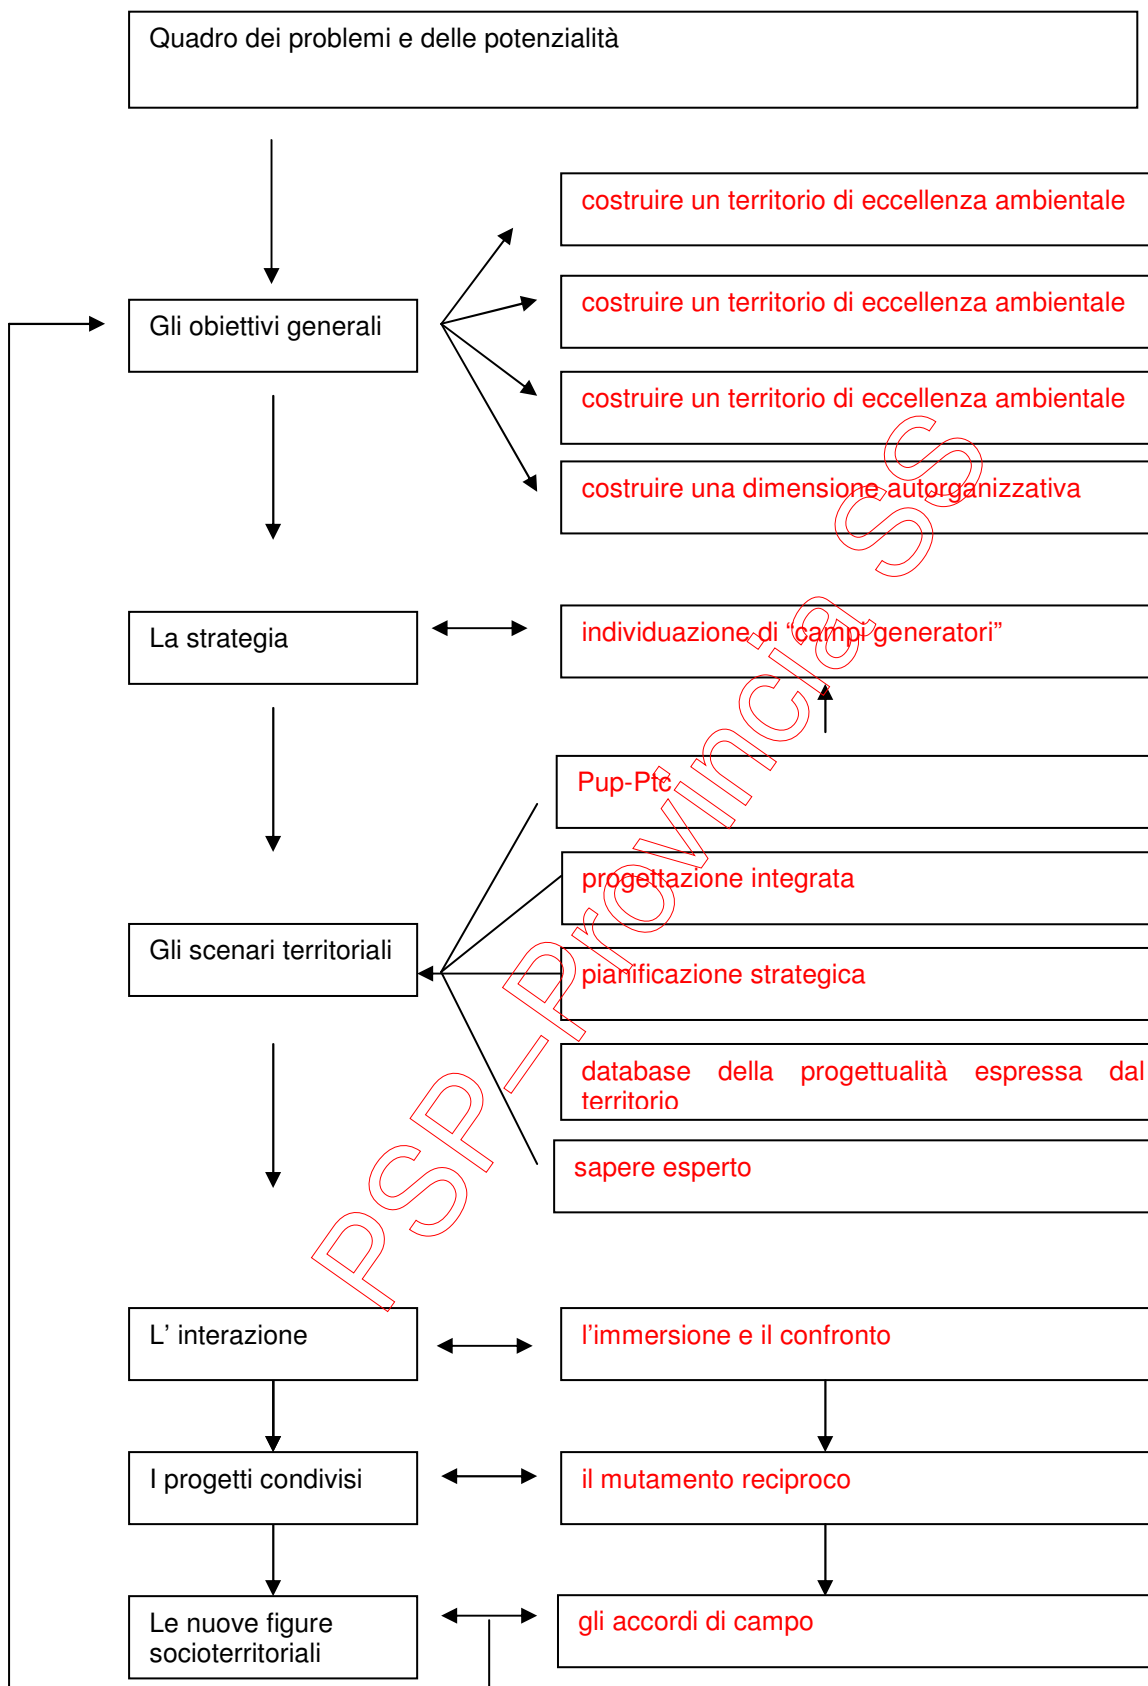 Quadro dei problemi e delle potenzialità
costruire un territorio di eccellenza ambientale
costruire un territorio di eccellenza ambientale
Gli obiettivi generali
costruire un territorio di eccellenza ambientale
costruire una dimensione autorganizzativa
La strategia
individuazione di “campi generatori”
Pup-Ptc
progettazione integrata
Gli scenari territoriali
pianificazione strategica
database della progettualità espressa dal
territorio
sapere esperto
L’ interazione
l’immersione e il confronto
I progetti condivisi
il mutamento reciproco
Le nuove figure
socioterritoriali
gli accordi di campo
PSP_Provincia SS